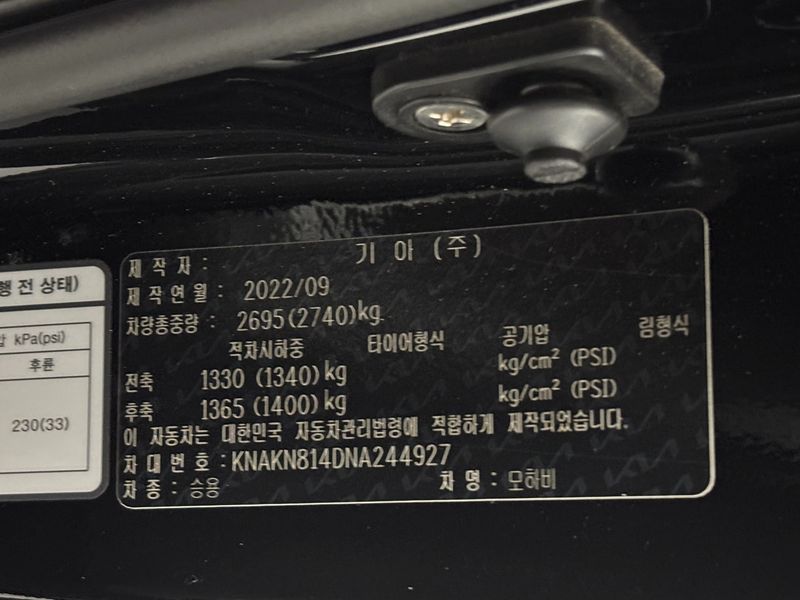 행 전 상태)
kPa(psi)
후륜
230(33)
제 작 자 : 기 아 (주)
제 작 연 월 : 2022/09
차량총중량 : 2695(2740)kg
적차시하중 타이어형식 공기압 림형식
전축 1330 (1340)kg kg/cm² (PSI)
후축 1365 (1400)kg kg/cm² (PSI)
이 자동차는 대한민국 자동차관리법령에 적합하게 제작되었습니다.
차 대 번 호 : KNAKN814DNA244927
차 종 : 승용 차 명 : 모하비